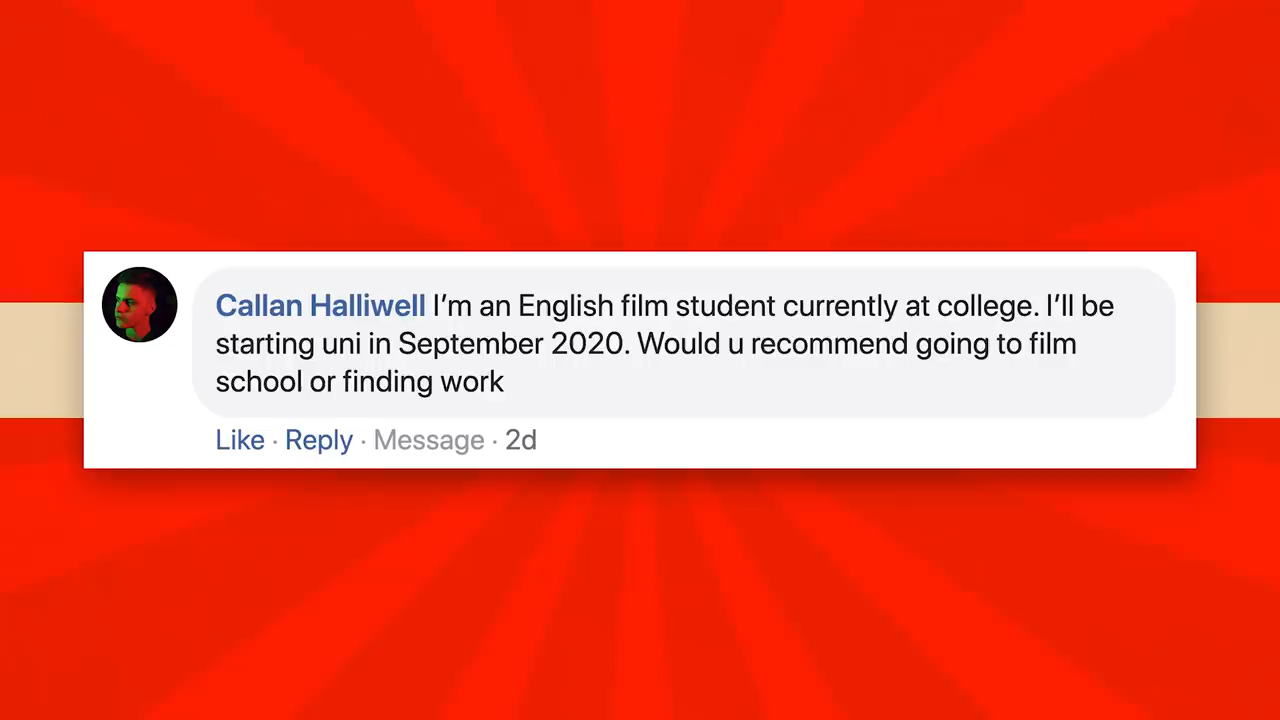 Callan Halliwell I’m an English film student currently at college. I’ll be
starting uni in September 2020. Would u recommend going to film
school or finding work
Like · Reply · Message · 2d